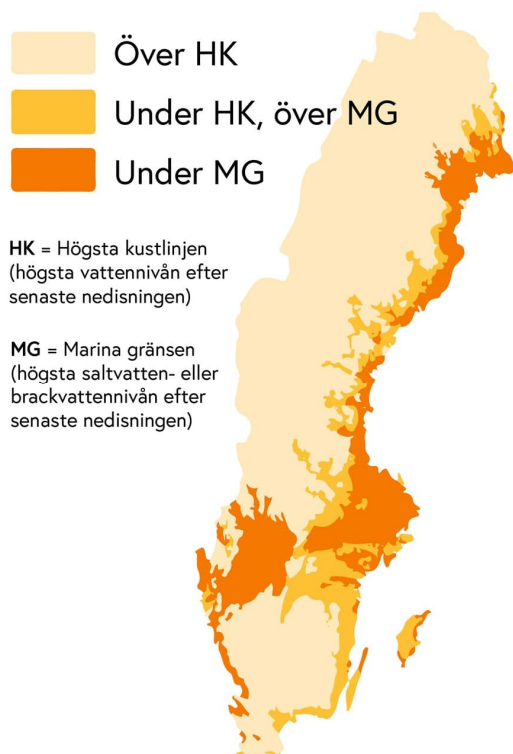 Över HK
Under HK, över MG
Under MG
HK = Högsta kustlinjen
(högsta vattennivån efter
senaste nedisningen)
MG = Marina gränsen
(högsta saltvatten- eller
brackvattennivån efter
senaste nedisningen)